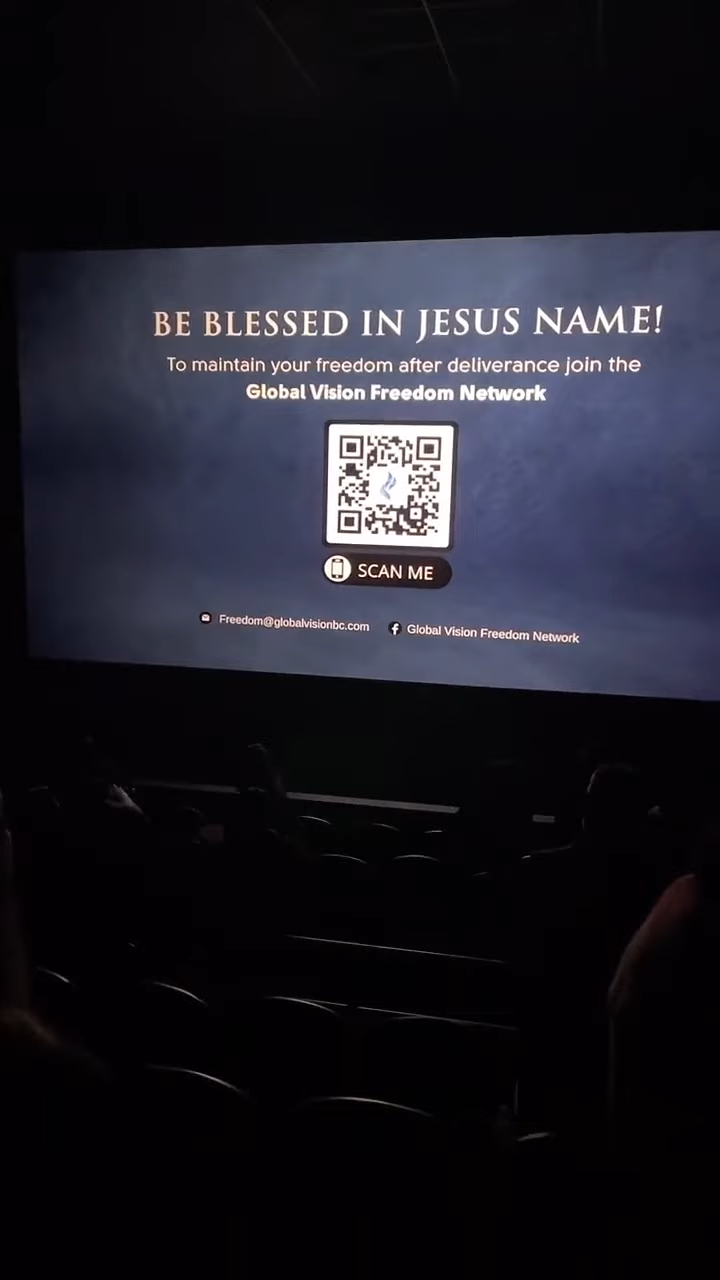 BE BLESSED IN JESUS NAME!
To maintain your freedom after deliverance join the
Global Vision Freedom Network
SCAN ME
Freedom@globalvisionbc.com
Global Vision Freedom Network